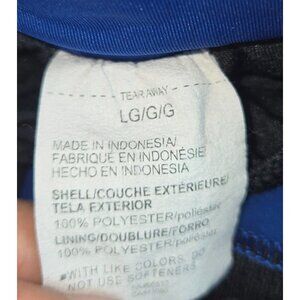 TEAR AWAY
LG/G/G
MADE IN INDONESIA/
FABRIQUÉ EN INDONÉSIE
HECHO EN INDONESIA
SHELL/COUCHE EXTÉRIEURE/
TELA EXTERIOR
100% POLYESTER/poliéster
LINING/DOUBLURE/FORRO
100% POLYESTER/poliéster
WITH LIKE COLORS. DO
NOT USE SOFTENERS.